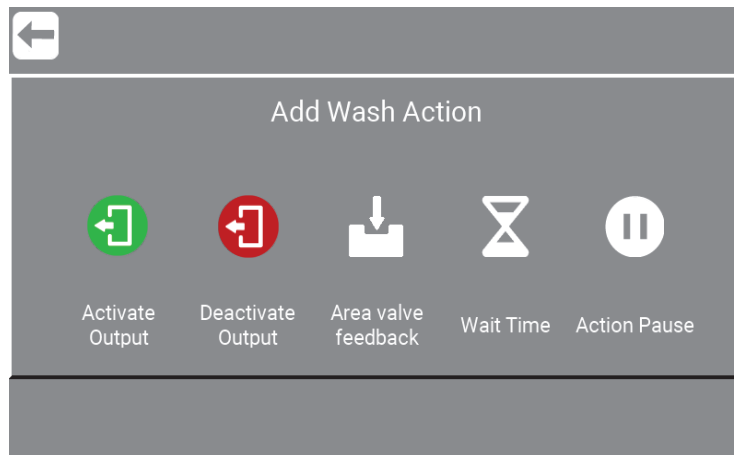 Add Wash Action
Activate
Output
Deactivate
Output
Area valve
feedback
Wait Time
Action Pause